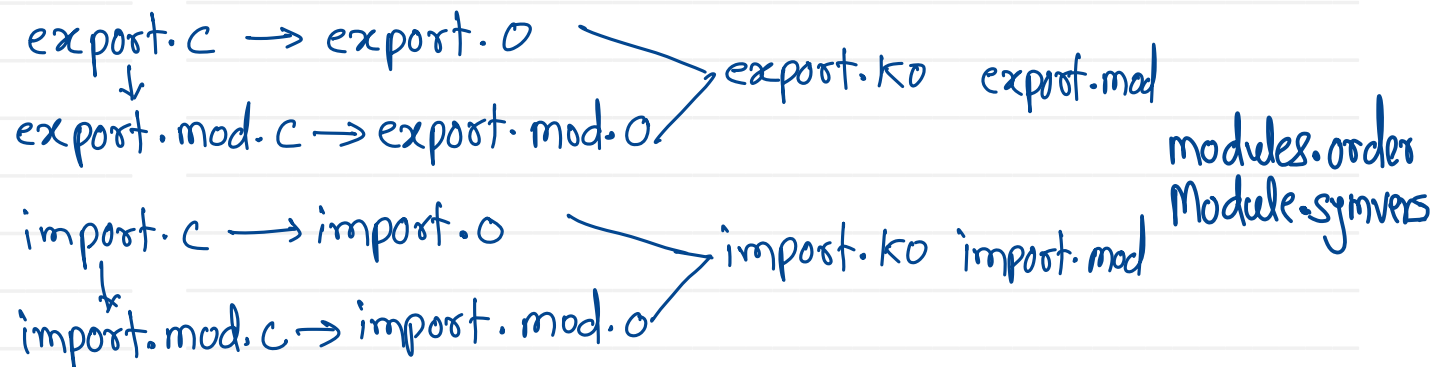 export.c → export.o
export.ko export.mod
export.mod.c → export.mod.o
modules.order
Module.symvers
import.c → import.o
import.ko import.mod
import.mod.c → import.mod.o